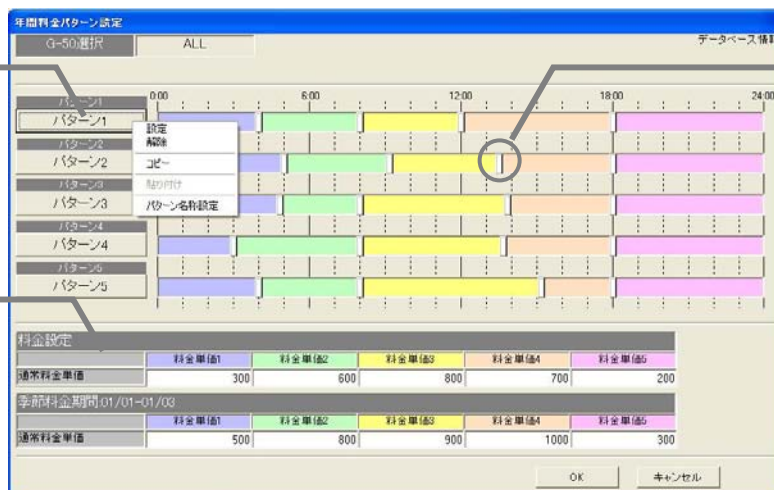 年間料金パターン設定
G-50選択 ALL データベース情報
0:00 6:00 12:00 18:00 24:00
パターン1
パターン1
設定
解除
コピー
貼り付け
パターン名称設定
パターン2
パターン2
パターン3
パターン3
パターン4
パターン4
パターン5
パターン5
料金設定
料金単価1 料金単価2 料金単価3 料金単価4 料金単価5
通常料金単価 300 600 800 700 200
季節料金期間:01/01-01/03
料金単価1 料金単価2 料金単価3 料金単価4 料金単価5
通常料金単価 500 800 900 1000 300
OK キャンセル